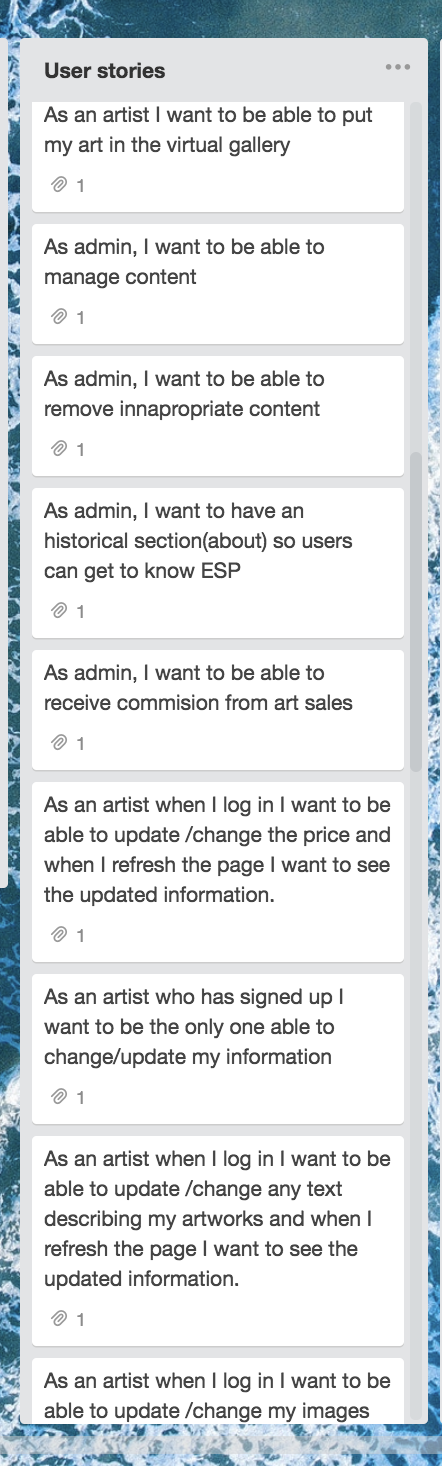 User stories
As an artist I want to be able to put
my art in the virtual gallery
1
As admin, I want to be able to
manage content
1
As admin, I want to be able to
remove innapropriate content
1
As admin, I want to have an
historical section(about) so users
can get to know ESP
1
As admin, I want to be able to
receive commision from art sales
1
As an artist when I log in I want to be
able to update /change the price and
when I refresh the page I want to see
the updated information.
1
As an artist who has signed up I
want to be the only one able to
change/update my information
1
As an artist when I log in I want to be
able to update /change any text
describing my artworks and when I
refresh the page I want to see the
updated information.
1
As an artist when I log in I want to be
able to update /change my images